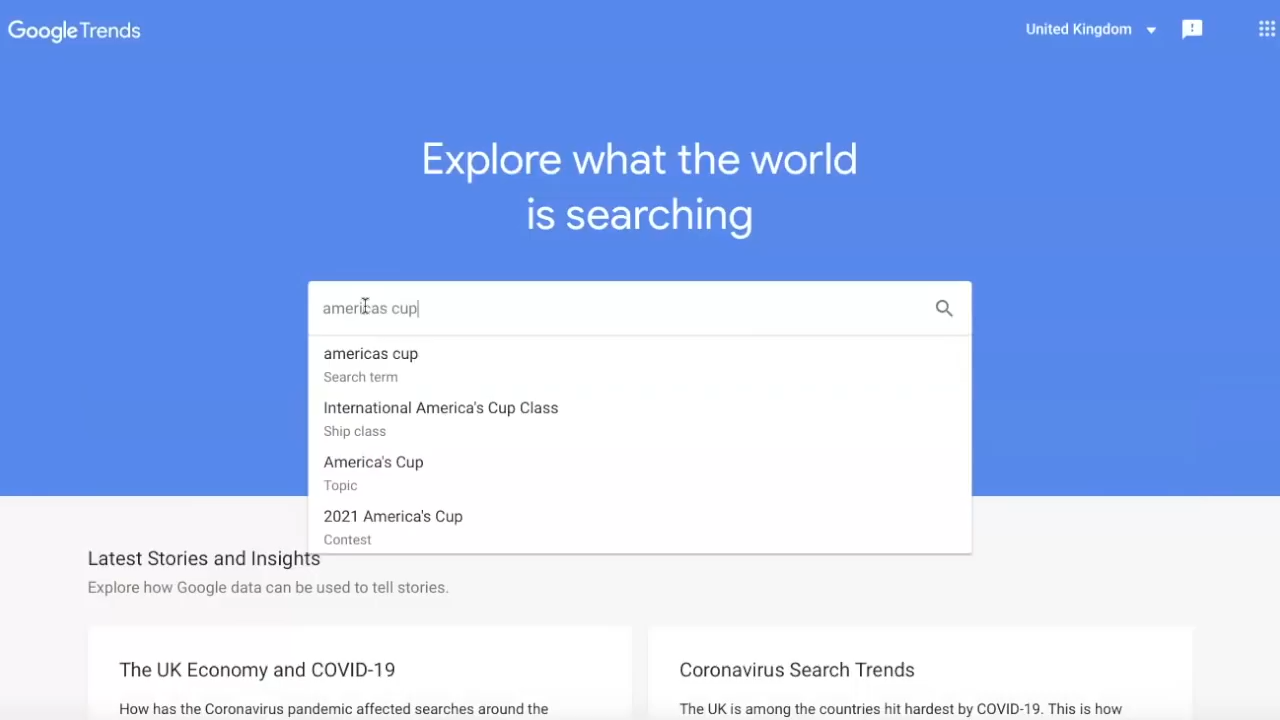 Google Trends
United Kingdom
Explore what the world
is searching
americas cup
americas cup
Search term
International America's Cup Class
Ship class
America's Cup
Topic
2021 America's Cup
Contest
Latest Stories and Insights
Explore how Google data can be used to tell stories.
The UK Economy and COVID-19
How has the Coronavirus pandemic affected searches around the
Coronavirus Search Trends
The UK is among the countries hit hardest by COVID-19. This is how